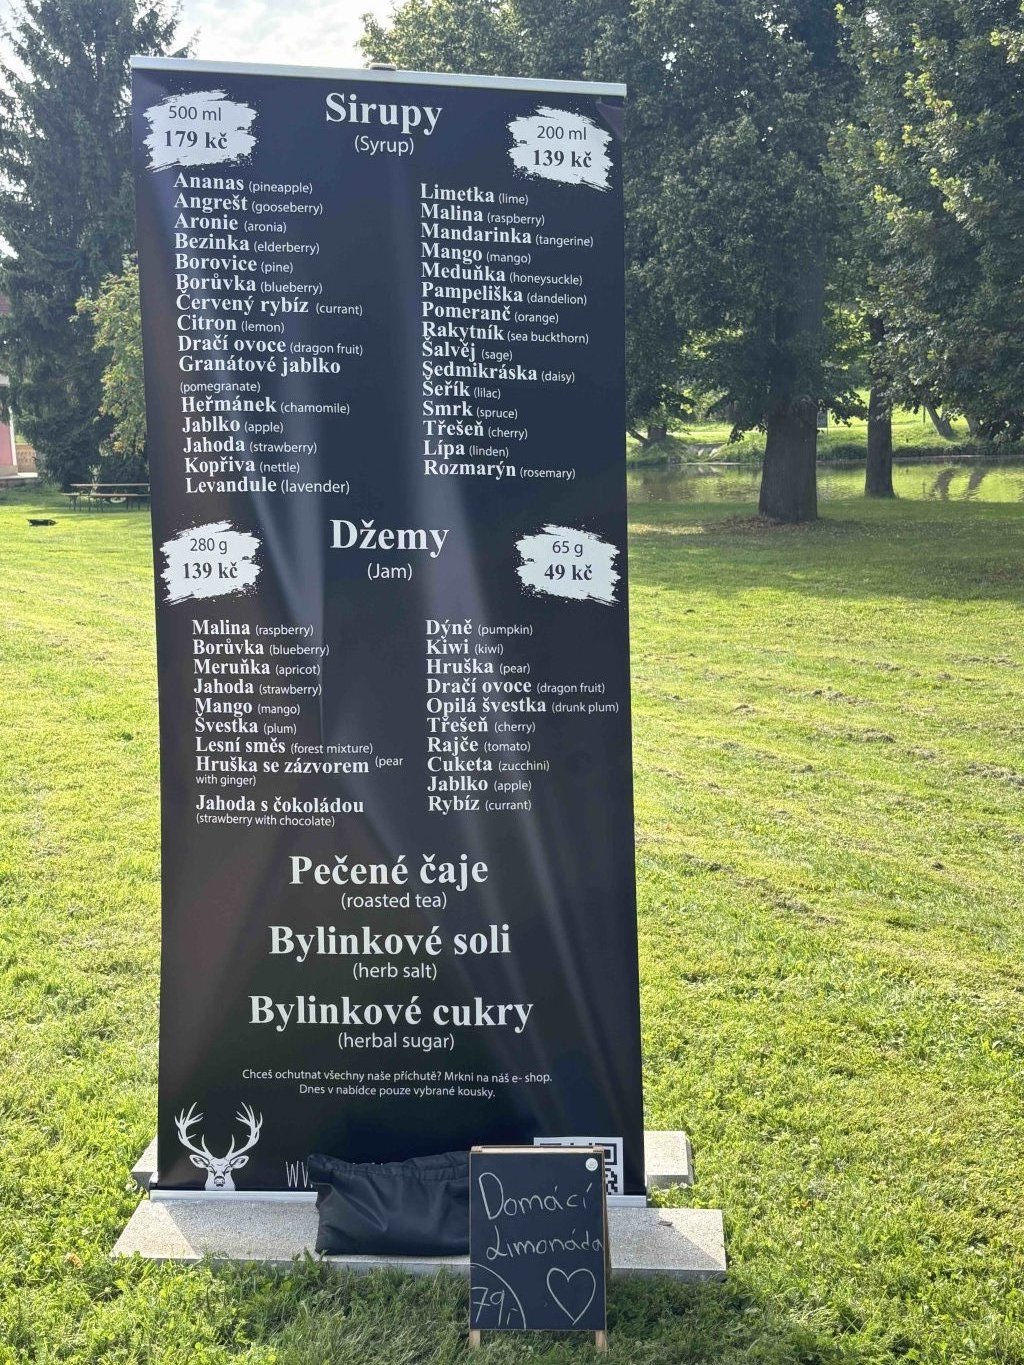 Sirupy
(Syrup)
500 ml
179 kč
200 ml
139 kč
Ananas (pineapple)
Angrešt (gooseberry)
Aronie (aronia)
Bezinka (elderberry)
Borovice (pine)
Borůvka (blueberry)
Červený rybíz (currant)
Citron (lemon)
Dračí ovoce (dragon fruit)
Granátové jablko
(pomegranate)
Heřmánek (chamomile)
Jablko (apple)
Jahoda (strawberry)
Kopřiva (nettle)
Levandule (lavender)
Limetka (lime)
Malina (raspberry)
Mandarinka (tangerine)
Mango (mango)
Meduňka (honeysuckle)
Pampeliška (dandelion)
Pomeranč (orange)
Rakytník (sea buckthorn)
Šalvěj (sage)
Sedmikráska (daisy)
Šeřík (lilac)
Smrk (spruce)
Třešeň (cherry)
Lípa (linden)
Rozmarýn (rosemary)
Džemy
(Jam)
280 g
139 kč
65 g
49 kč
Malina (raspberry)
Borůvka (blueberry)
Meruňka (apricot)
Jahoda (strawberry)
Mango (mango)
Švestka (plum)
Lesní směs (forest mixture)
Hruška se zázvorem (pear
with ginger)
Jahoda s čokoládou
(strawberry with chocolate)
Dýně (pumpkin)
Kiwi (kiwi)
Hruška (pear)
Dračí ovoce (dragon fruit)
Opilá švestka (drunk plum)
Třešeň (cherry)
Rajče (tomato)
Cuketa (zucchini)
Jablko (apple)
Rybíz (currant)
Pečené čaje
(roasted tea)
Bylinkové soli
(herb salt)
Bylinkové cukry
(herbal sugar)
Chceš ochutnat všechny naše příchutě? Mrkni na náš e- shop.
Dnes v nabídce pouze vybrané kousky.
Domácí
Limonáda
79,-